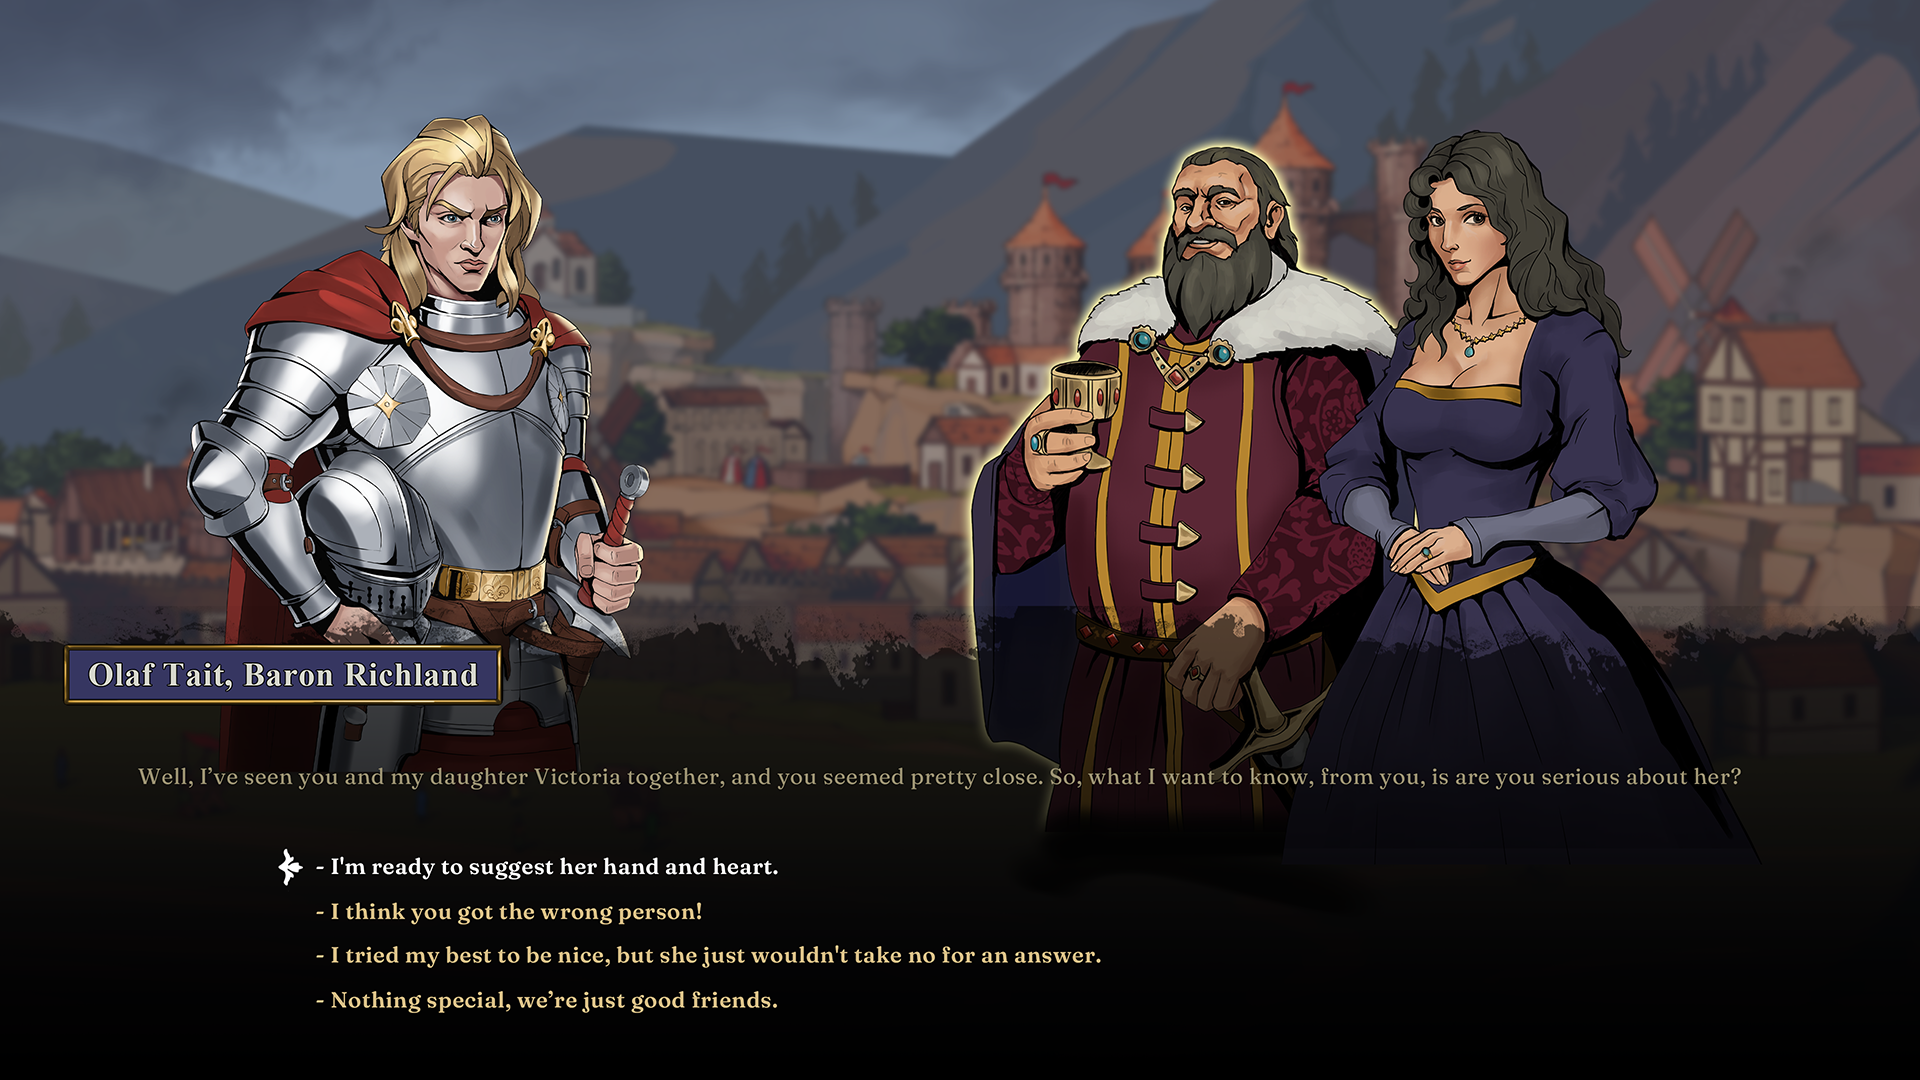 Olaf Tait, Baron Richland
Well, I’ve seen you and my daughter Victoria together, and you seemed pretty close. So, what I want to know, from you, is are you serious about her?
- I'm ready to suggest her hand and heart.
- I think you got the wrong person!
- I tried my best to be nice, but she just wouldn't take no for an answer.
- Nothing special, we’re just good friends.